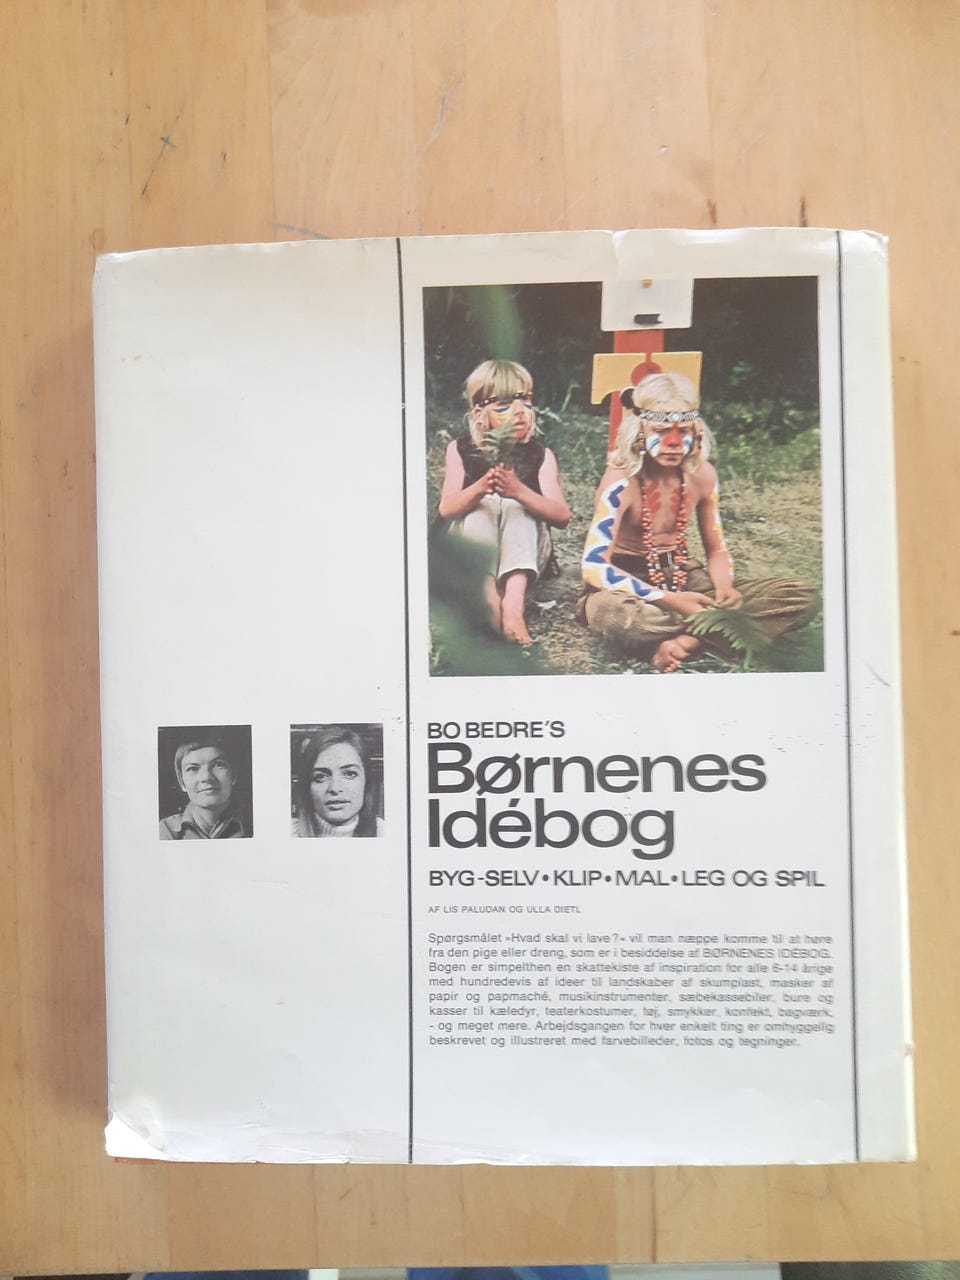 BO BEDRE'S
Børnenes
Idébog
BYG-SELV•KLIP•MAL•LEG OG SPIL
AF LIS PALUDAN OG ULLA DIETL
Spørgsmålet »Hvad skal vi lave?« vil man næppe komme til at høre
fra den pige eller dreng, som er i besiddelse af BØRNENES IDÉBOG.
Bogen er simpelthen en skattekiste af inspiration for alle 6-14 årige
med hundredevis af ideer til landskaber af skumplast, masker af
papir og papmaché, musikinstrumenter, sæbekassebiler, bure og
kasser til kæledyr, teaterkostumer, tøj, smykker, konfekt, bagværk,
- og meget mere. Arbejdsgangen for hver enkelt ting er omhyggelig
beskrevet og illustreret med farvebilleder, fotos og tegninger.